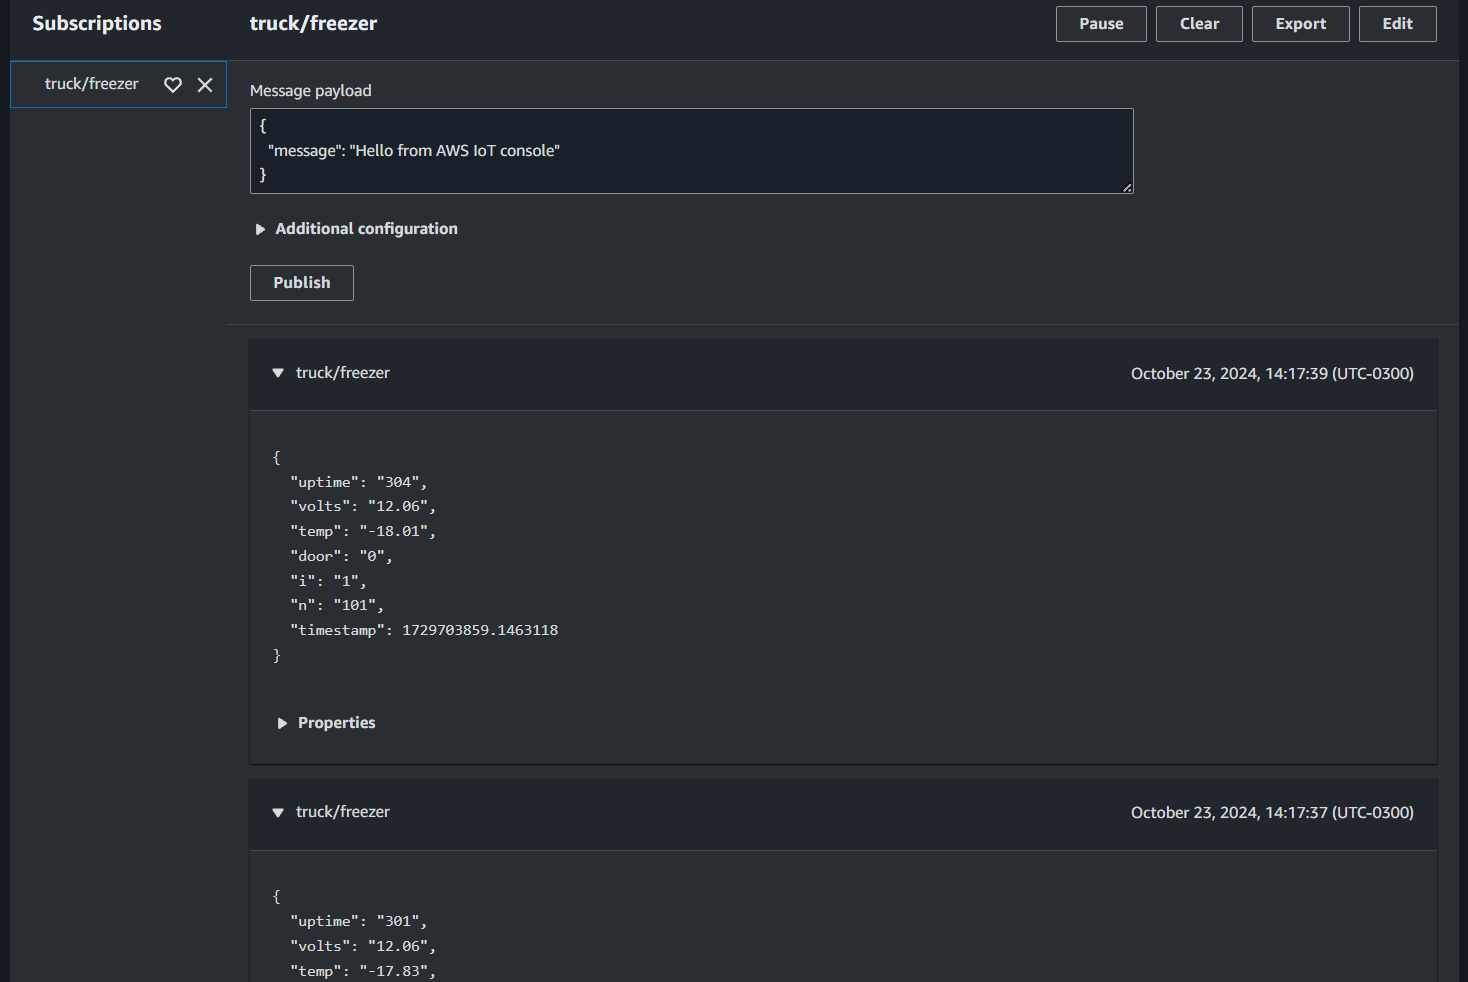 Subscriptions
truck/freezer
Pause
Clear
Export
Edit
truck/freezer
Message payload
{
"message": "Hello from AWS IoT console"
}
Additional configuration
Publish
truck/freezer
October 23, 2024, 14:17:39 (UTC-0300)
{
"uptime": "304",
"volts": "12.06",
"temp": "-18.01",
"door": "0",
"i": "1",
"n": "101",
"timestamp": 1729703859.1463118
}
Properties
truck/freezer
October 23, 2024, 14:17:37 (UTC-0300)
{
"uptime": "301",
"volts": "12.06",
"temp": "-17.83",